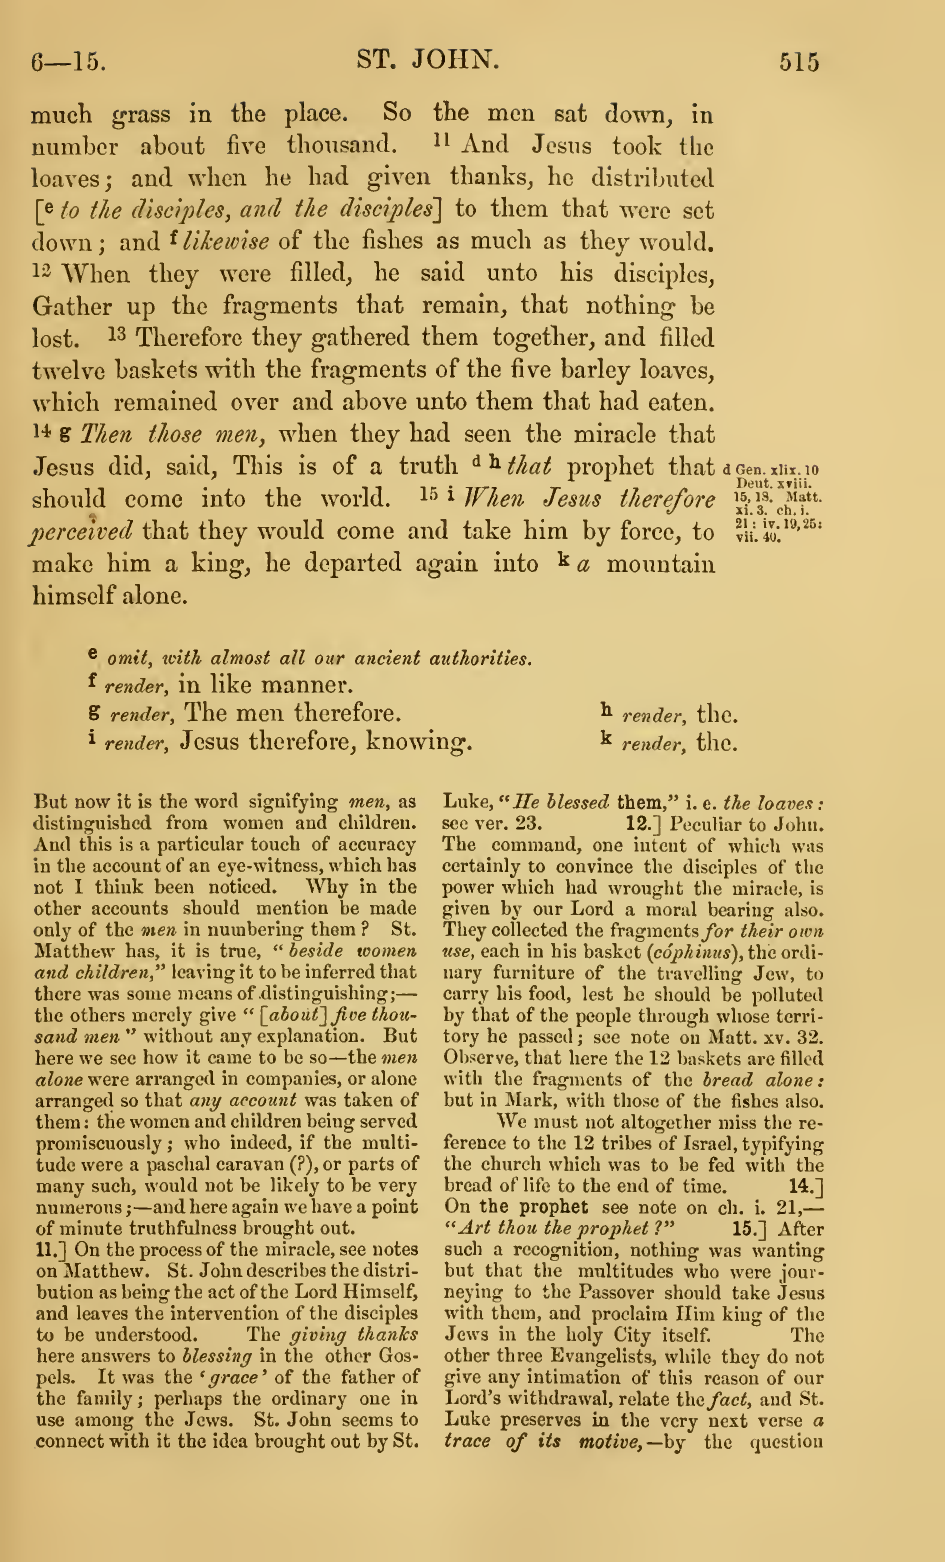 6—15. ST. JOHN. 515
much grass in the place. So the men sat down, in
number about five thousand. 11 And Jesus took the
loaves; and when he had given thanks, he distributed
[e to the disciples, and the disciples] to them that were set
down; and f likewise of the fishes as much as they would.
12 When they were filled, he said unto his disciples,
Gather up the fragments that remain, that nothing be
lost. 13 Therefore they gathered them together, and filled
twelve baskets with the fragments of the five barley loaves,
which remained over and above unto them that had eaten.
14 g Then those men, when they had seen the miracle that
Jesus did, said, This is of a truth d h that prophet that
should come into the world. 15 i When Jesus therefore
perceived that they would come and take him by force, to
make him a king, he departed again into k a mountain
himself alone.
d Gen. xlix. 10
Deut. xviii.
15, 18. Matt.
xi. 3. ch. i.
21: iv. 19, 25:
vii. 40.
e omit, with almost all our ancient authorities.
f render, in like manner.
g render, The men therefore. h render, the.
i render, Jesus therefore, knowing. k render, the.
But now it is the word signifying men, as
distinguished from women and children.
And this is a particular touch of accuracy
in the account of an eye-witness, which has
not I think been noticed. Why in the
other accounts should mention be made
only of the men in numbering them? St.
Matthew has, it is true, "beside women
and children," leaving it to be inferred that
there was some means of distinguishing;—
the others merely give "[about] five thou-
sand men" without any explanation. But
here we see how it came to be so—the men
alone were arranged in companies, or alone
arranged so that any account was taken of
them: the women and children being served
promiscuously; who indeed, if the multi-
tude were a paschal caravan (?), or parts of
many such, would not be likely to be very
numerous;—and here again we have a point
of minute truthfulness brought out.
11.] On the process of the miracle, see notes
on Matthew. St. John describes the distri-
bution as being the act of the Lord Himself,
and leaves the intervention of the disciples
to be understood. The giving thanks
here answers to blessing in the other Gos-
pels. It was the 'grace' of the father of
the family; perhaps the ordinary one in
use among the Jews. St. John seems to
connect with it the idea brought out by St.
Luke, "He blessed them," i. e. the loaves:
see ver. 23. 12.] Peculiar to John.
The command, one intent of which was
certainly to convince the disciples of the
power which had wrought the miracle, is
given by our Lord a moral bearing also.
They collected the fragments for their own
use, each in his basket (cóphinus), the ordi-
nary furniture of the travelling Jew, to
carry his food, lest he should be polluted
by that of the people through whose terri-
tory he passed; see note on Matt. xv. 32.
Observe, that here the 12 baskets are filled
with the fragments of the bread alone:
but in Mark, with those of the fishes also.
We must not altogether miss the re-
ference to the 12 tribes of Israel, typifying
the church which was to be fed with the
bread of life to the end of time. 14.]
On the prophet see note on ch. i. 21,—
"Art thou the prophet?" 15.] After
such a recognition, nothing was wanting
but that the multitudes who were jour-
neying to the Passover should take Jesus
with them, and proclaim Him king of the
Jews in the holy City itself. The
other three Evangelists, while they do not
give any intimation of this reason of our
Lord's withdrawal, relate the fact, and St.
Luke preserves in the very next verse a
trace of its motive,—by the question